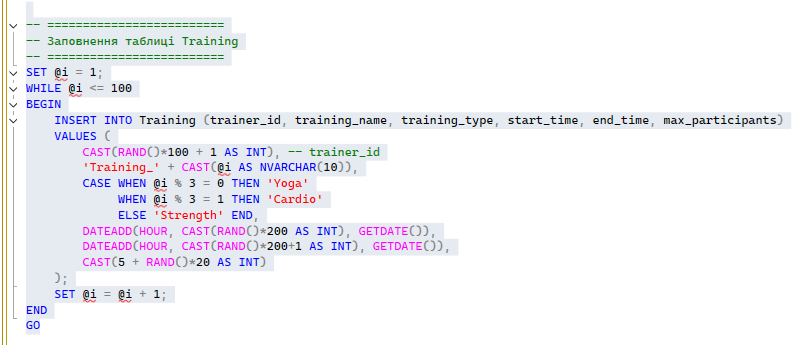 -- =========================
-- Заповнення таблиці Training
-- =========================
SET @i = 1;
WHILE @i <= 100
BEGIN
    INSERT INTO Training (trainer_id, training_name, training_type, start_time, end_time, max_participants)
    VALUES (
        CAST(RAND()*100 + 1 AS INT), -- trainer_id
        'Training_' + CAST(@i AS NVARCHAR(10)),
        CASE WHEN @i % 3 = 0 THEN 'Yoga'
             WHEN @i % 3 = 1 THEN 'Cardio'
             ELSE 'Strength' END,
        DATEADD(HOUR, CAST(RAND()*200 AS INT), GETDATE()),
        DATEADD(HOUR, CAST(RAND()*200+1 AS INT), GETDATE()),
        CAST(5 + RAND()*20 AS INT)
    );
    SET @i = @i + 1;
END
GO